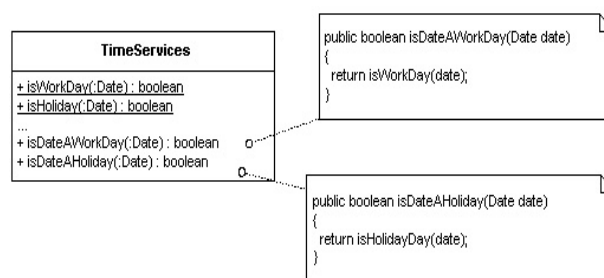 TimeServices
+ isWorkDay(:Date) : boolean
+ isHoliday(:Date) : boolean
...
+ isDateAWorkDay(:Date) : boolean
+ isDateAHoliday(:Date) : boolean
public boolean isDateAWorkDay(Date date)
{
return isWorkDay(date);
}
public boolean isDateAHoliday(Date date)
{
return isHolidayDay(date);
}